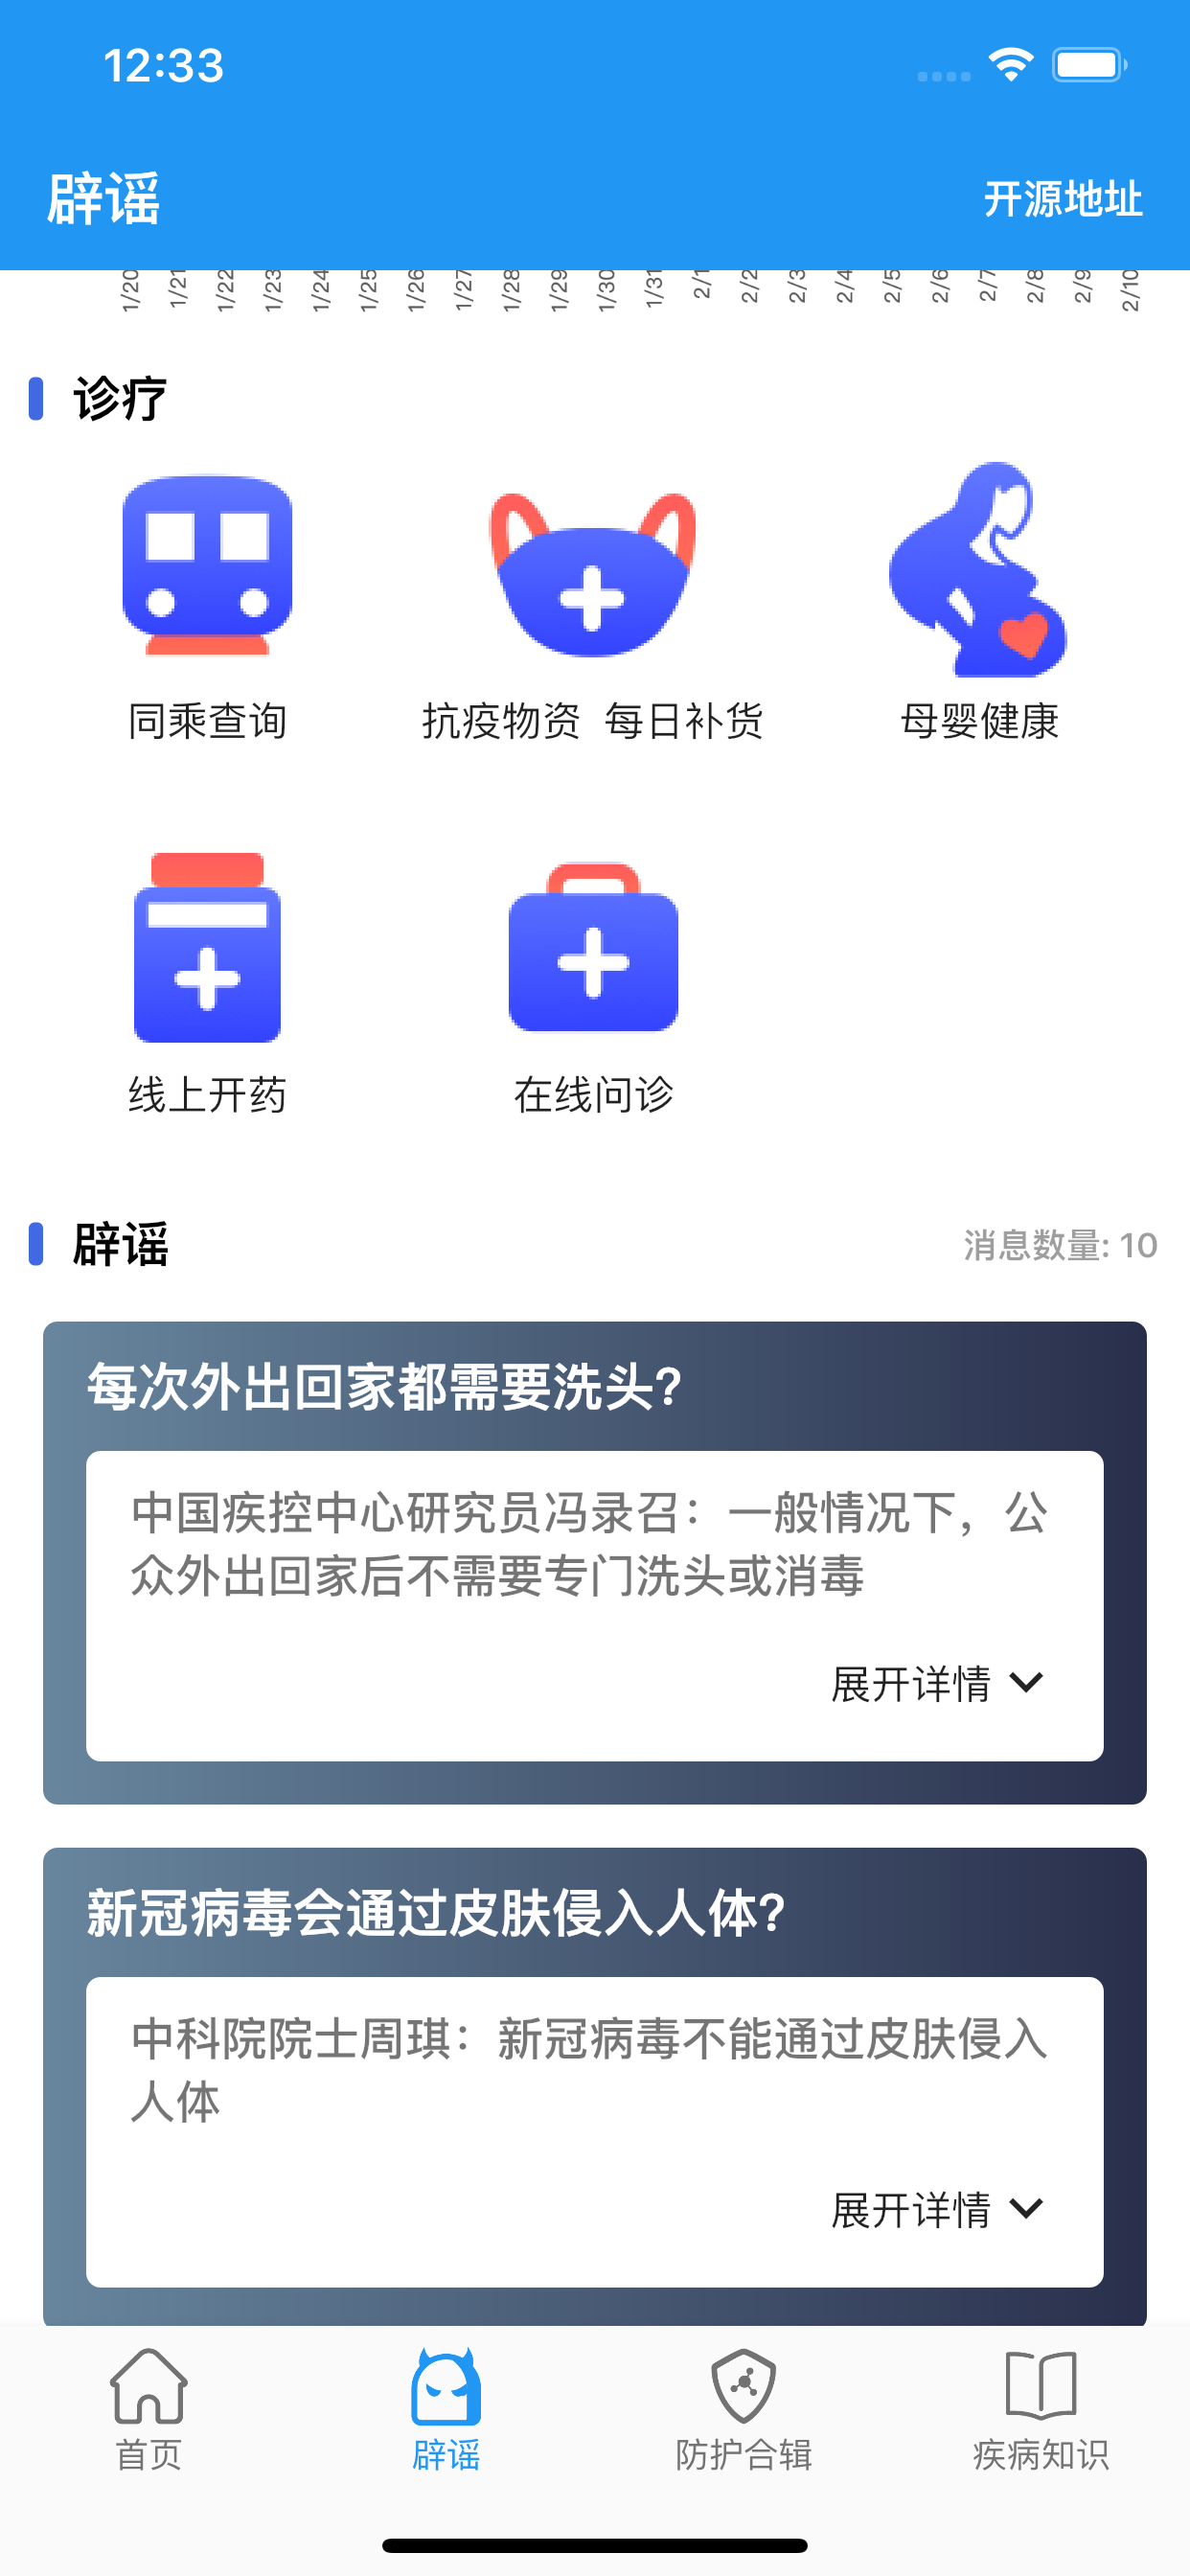 12:33
辟谣
开源地址
1/20 1/21 1/22 1/23 1/24 1/25 1/26 1/27 1/28 1/29 1/30 1/31 2/1 2/2 2/3 2/4 2/5 2/6 2/7 2/8 2/9 2/10
诊疗
同乘查询
抗疫物资 每日补货
母婴健康
线上开药
在线问诊
辟谣
消息数量: 10
每次外出回家都需要洗头?
中国疾控中心研究员冯录召：一般情况下，公
众外出回家后不需要专门洗头或消毒
展开详情
新冠病毒会通过皮肤侵入人体?
中科院院士周琪：新冠病毒不能通过皮肤侵入
人体
展开详情
首页
辟谣
防护合辑
疾病知识